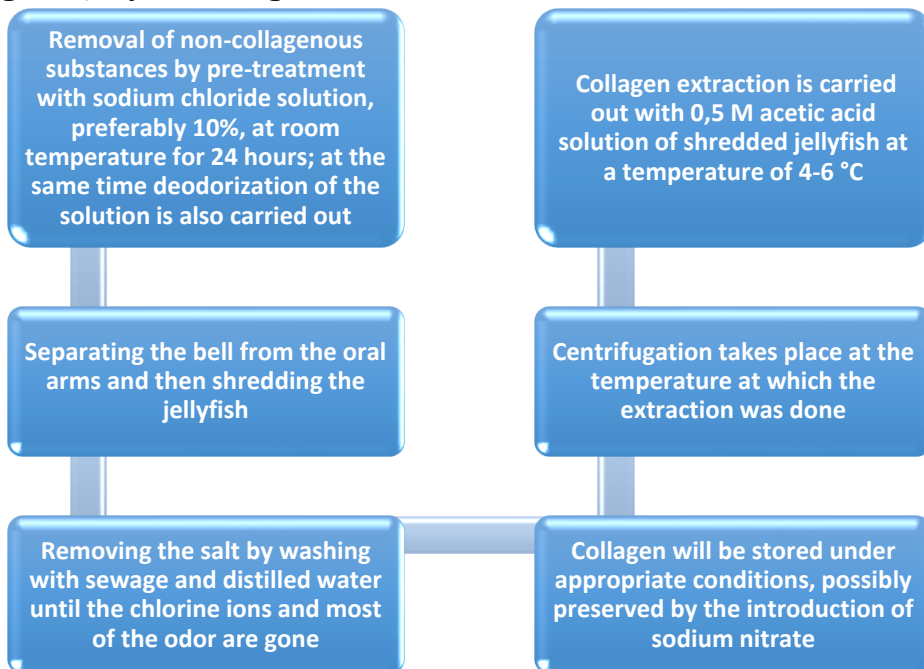 Removal of non-collagenous
substances by pre-treatment
with sodium chloride solution,
preferably 10%, at room
temperature for 24 hours; at the
same time deodorization of the
solution is also carried out
Separating the bell from the oral
arms and then shredding the
jellyfish
Removing the salt by washing
with sewage and distilled water
until the chlorine ions and most
of the odor are gone
Collagen extraction is carried
out with 0,5 M acetic acid
solution of shredded jellyfish at
a temperature of 4-6 °C
Centrifugation takes place at the
temperature at which the
extraction was done
Collagen will be stored under
appropriate conditions, possibly
preserved by the introduction of
sodium nitrate